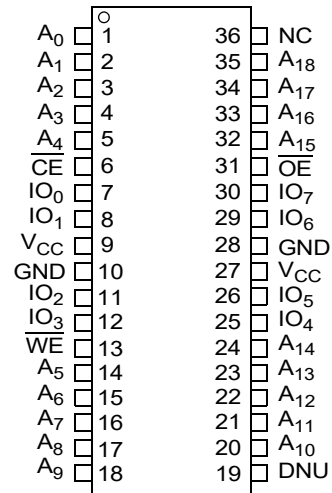 A0 1 36 NC
A1 2 35 A18
A2 3 34 A17
A3 4 33 A16
A4 5 32 A15
C̅E̅ 6 31 O̅E̅
IO0 7 30 IO7
IO1 8 29 IO6
VCC 9 28 GND
GND 10 27 VCC
IO2 11 26 IO5
IO3 12 25 IO4
W̅E̅ 13 24 A14
A5 14 23 A13
A6 15 22 A12
A7 16 21 A11
A8 17 20 A10
A9 18 19 DNU